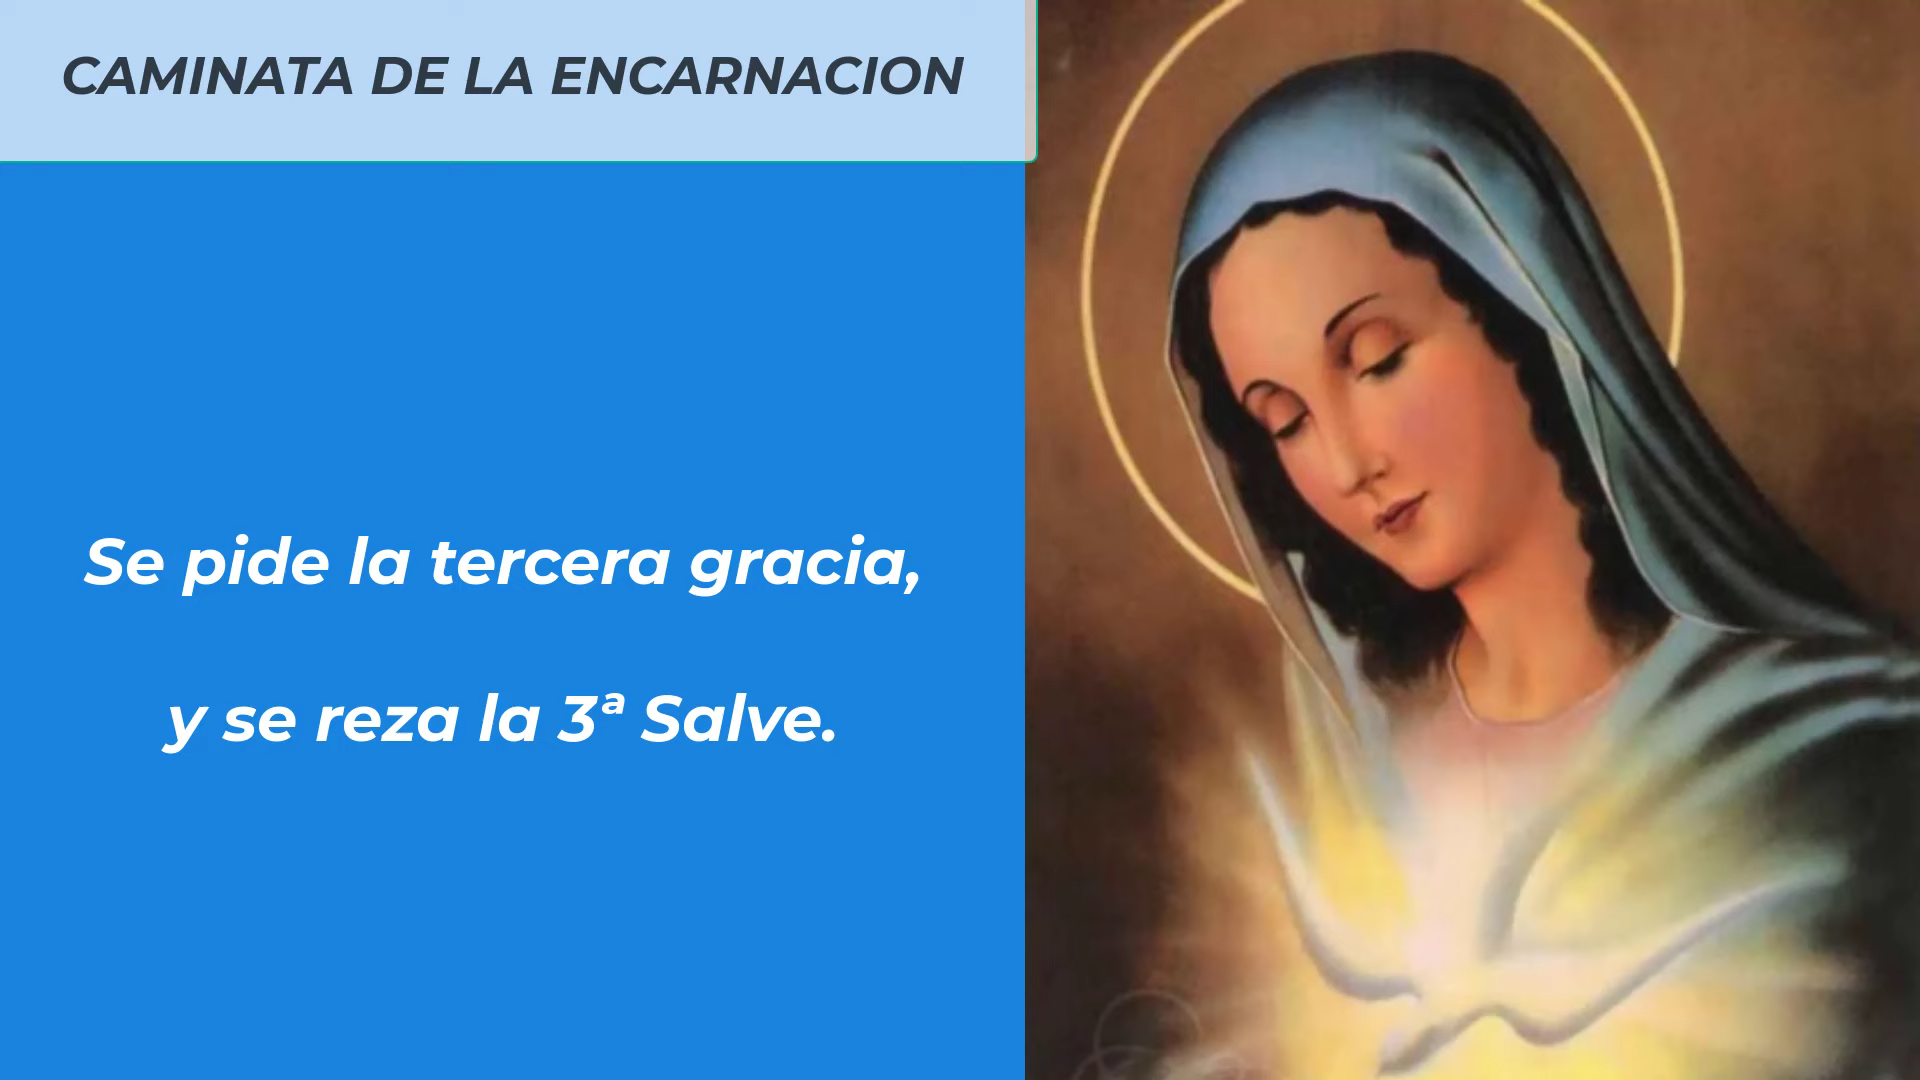 CAMINATA DE LA ENCARNACION
Se pide la tercera gracia,
y se reza la 3ª Salve.